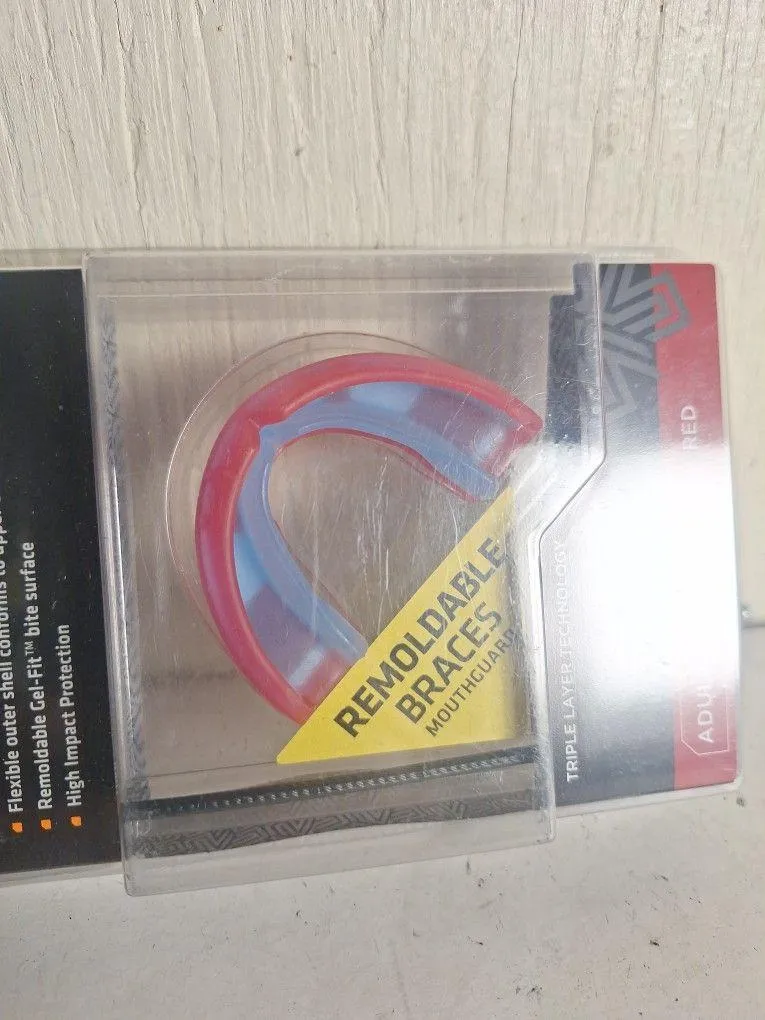 Flexible outer shell conforms to
Remoldable Gel-Fit™ bite surface
High Impact Protection
REMOLDABLE
BRACES
MOUTHGUARD
TRIPLE LAYER TECHNOLOGY
RED